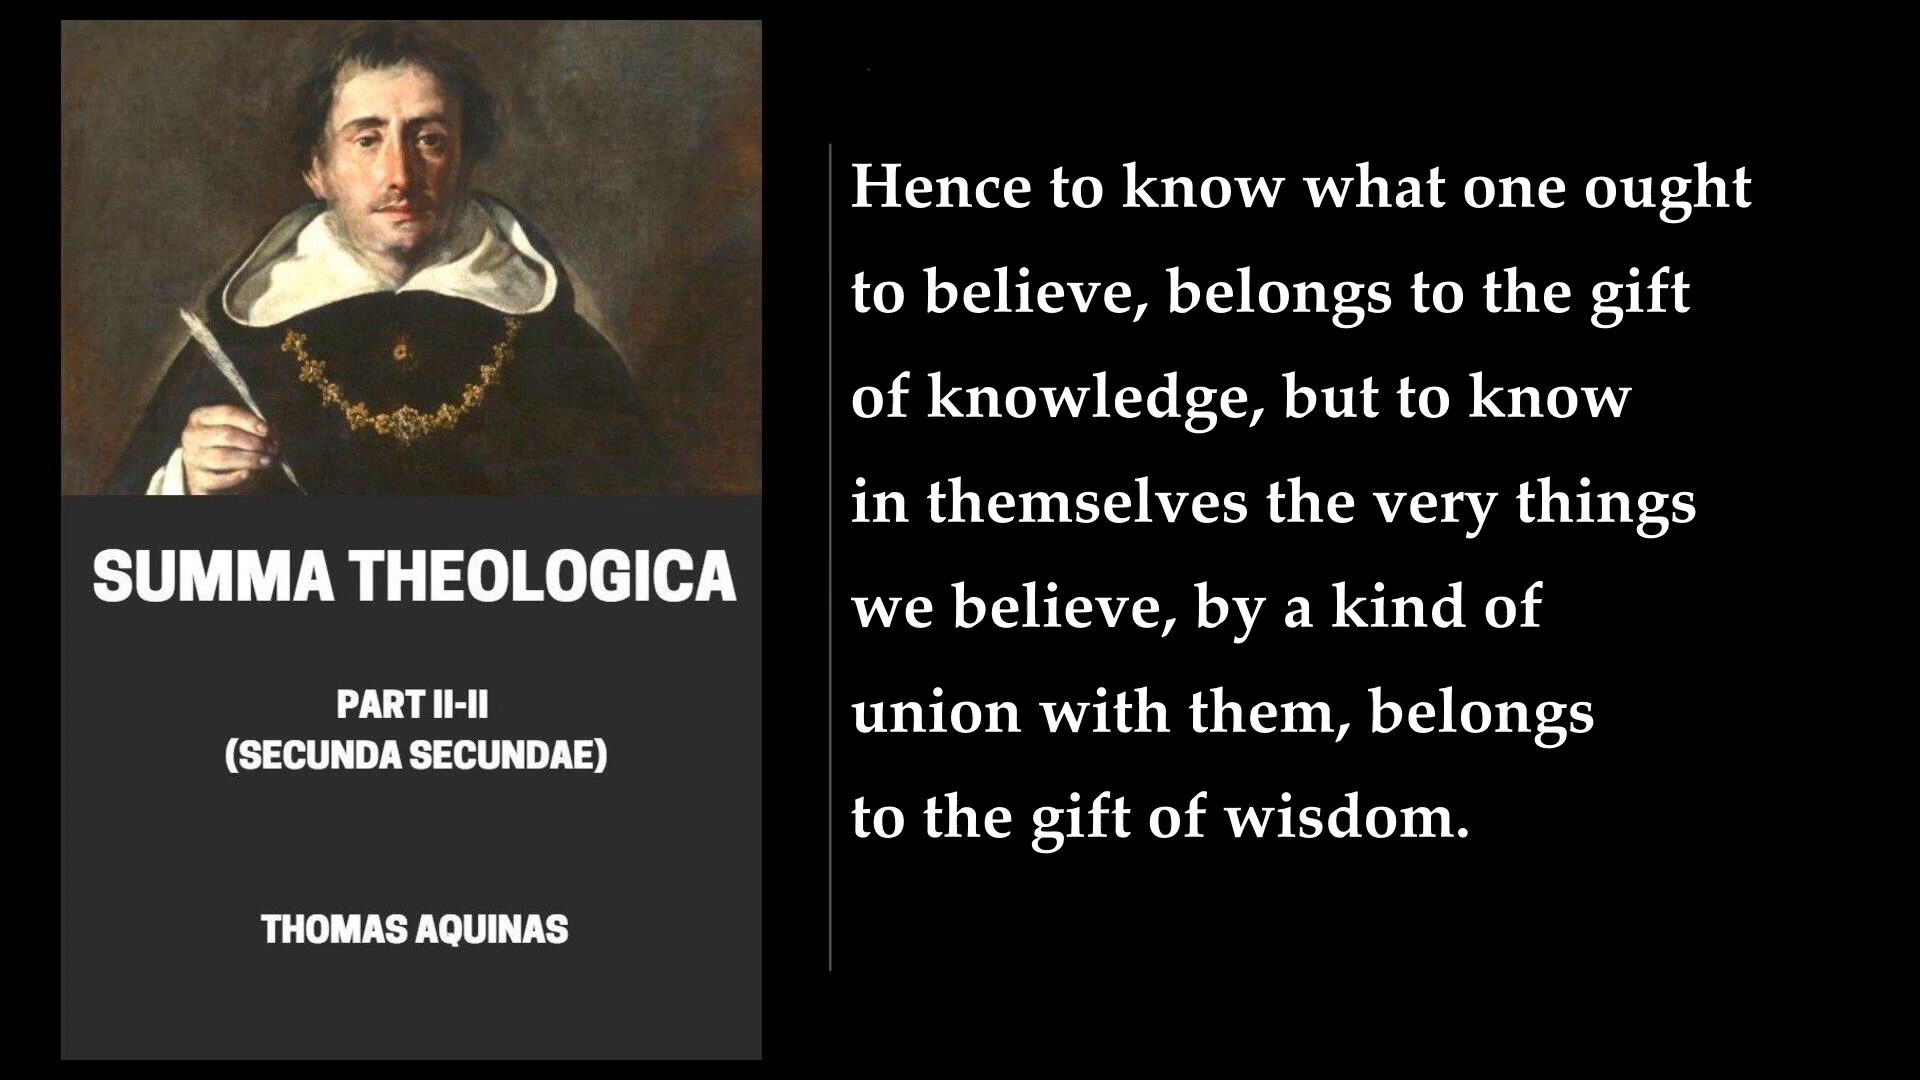 SUMMA THEOLOGICA
PART II-II
(SECUNDA SECUNDAE)
THOMAS AQUINAS
Hence to know what one ought
to believe, belongs to the gift
of knowledge, but to know
in themselves the very things
we believe, by a kind of
union with them, belongs
to the gift of wisdom.